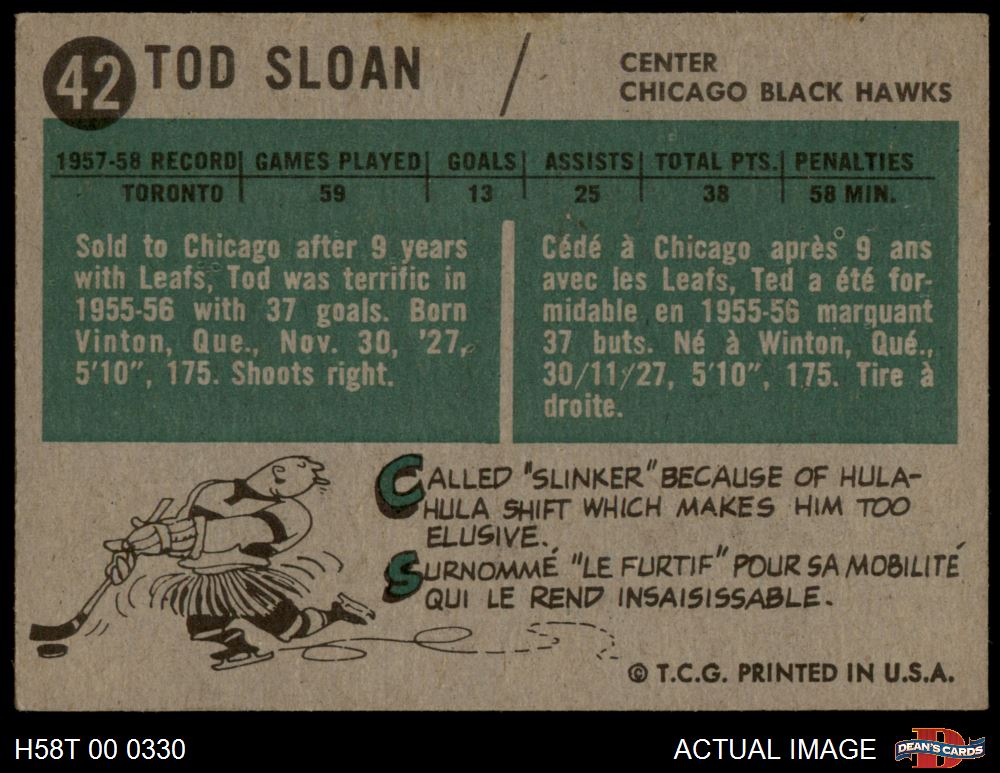 42 TOD SLOAN / CENTER
CHICAGO BLACK HAWKS
1957-58 RECORD GAMES PLAYED GOALS ASSISTS TOTAL PTS. PENALTIES
TORONTO 59 13 25 38 58 MIN.
Sold to Chicago after 9 years
with Leafs, Tod was terrific in
1955-56 with 37 goals. Born
Vinton, Que., Nov. 30, '27,
5'10", 175. Shoots right.
Cédé à Chicago après 9 ans
avec les Leafs, Ted a été for-
midable en 1955-56 marquant
37 buts. Né à Winton, Qué.,
30/11/27, 5'10", 175. Tire à
droite.
CALLED "SLINKER" BECAUSE OF HULA-
HULA SHIFT WHICH MAKES HIM TOO
ELUSIVE.
SURNOMMÉ "LE FURTIF" POUR SA MOBILITÉ
QUI LE REND INSAISISSABLE.
© T.C.G. PRINTED IN U.S.A.
H58T 00 0330
ACTUAL IMAGE
D
DEAN'S CARDS